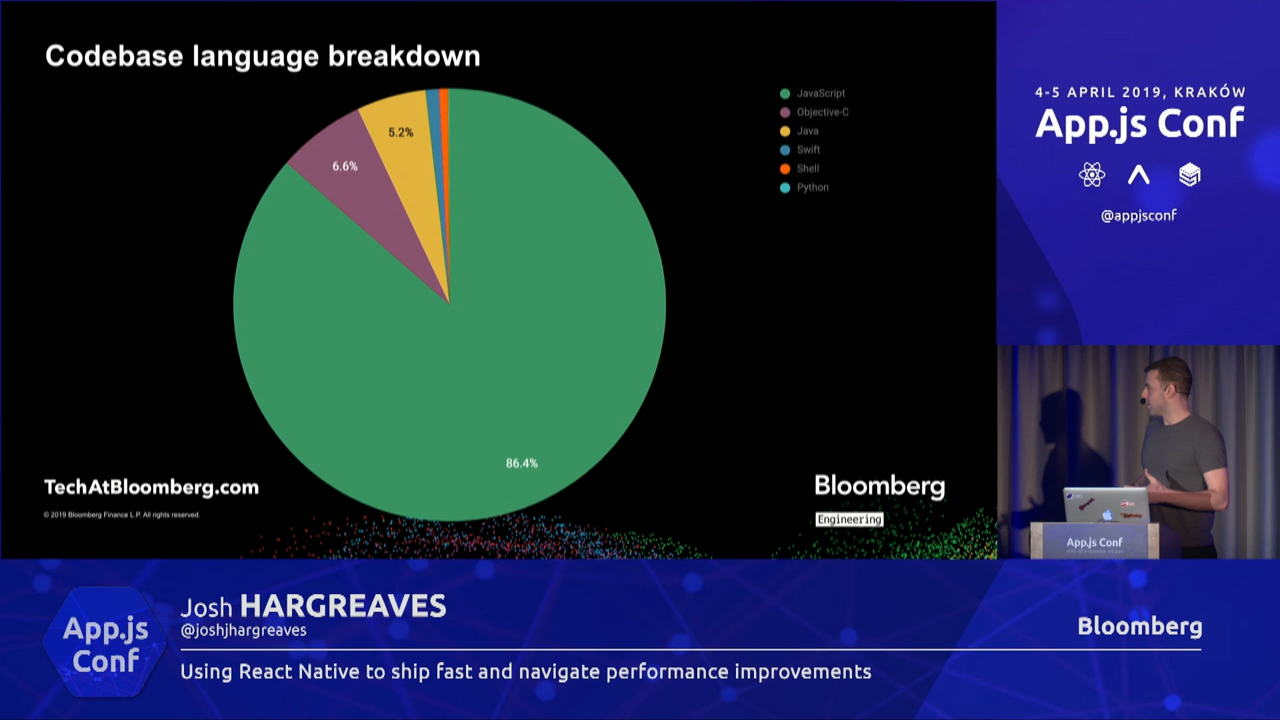 Codebase language breakdown
JavaScript
Objective-C
Java
Swift
Shell
Python
5.2%
6.6%
86.4%
TechAtBloomberg.com
© 2019 Bloomberg Finance L.P. All rights reserved.
Bloomberg
Engineering
4-5 APRIL 2019, KRAKÓW
App.js Conf
@appjsconf
App.js Conf
App.js
Conf
Josh HARGREAVES
@joshjhargreaves
Bloomberg
Using React Native to ship fast and navigate performance improvements